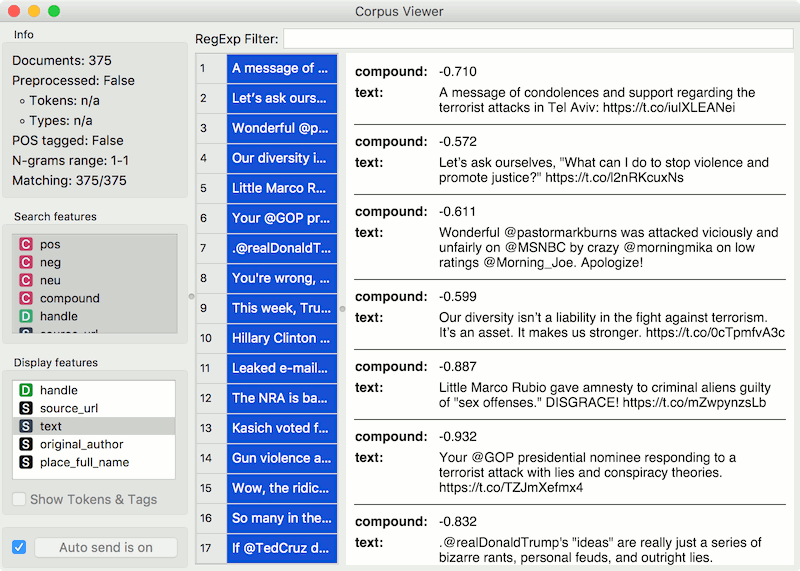 Corpus Viewer
Info
Documents: 375
Preprocessed: False
Tokens: n/a
Types: n/a
POS tagged: False
N-grams range: 1-1
Matching: 375/375
Search features
C pos
C neg
C neu
C compound
D handle
Display features
D handle
S source_url
S text
S original_author
S place_full_name
Show Tokens & Tags
Auto send is on
RegExp Filter:
1 A message of ...
2 Let's ask ours...
3 Wonderful @p...
4 Our diversity i...
5 Little Marco R...
6 Your @GOP pr...
7 .@realDonaldT...
8 You're wrong, ...
9 This week, Tru...
10 Hillary Clinton ...
11 Leaked e-mail...
12 The NRA is ba...
13 Kasich voted f...
14 Gun violence a...
15 Wow, the ridic...
16 So many in the...
17 If @TedCruz d...
compound: -0.710
text: A message of condolences and support regarding the
terrorist attacks in Tel Aviv: https://t.co/iulXLEANei
compound: -0.572
text: Let's ask ourselves, "What can I do to stop violence and
promote justice?" https://t.co/l2nRKcuxNs
compound: -0.611
text: Wonderful @pastormarkburns was attacked viciously and
unfairly on @MSNBC by crazy @morningmika on low
ratings @Morning_Joe. Apologize!
compound: -0.599
text: Our diversity isn't a liability in the fight against terrorism.
It's an asset. It makes us stronger. https://t.co/0cTpmfvA3c
compound: -0.887
text: Little Marco Rubio gave amnesty to criminal aliens guilty
of "sex offenses." DISGRACE! https://t.co/mZwpynzsLb
compound: -0.932
text: Your @GOP presidential nominee responding to a
terrorist attack with lies and conspiracy theories.
https://t.co/TZJmXefmx4
compound: -0.832
text: .@realDonaldTrump's "ideas" are really just a series of
bizarre rants, personal feuds, and outright lies.